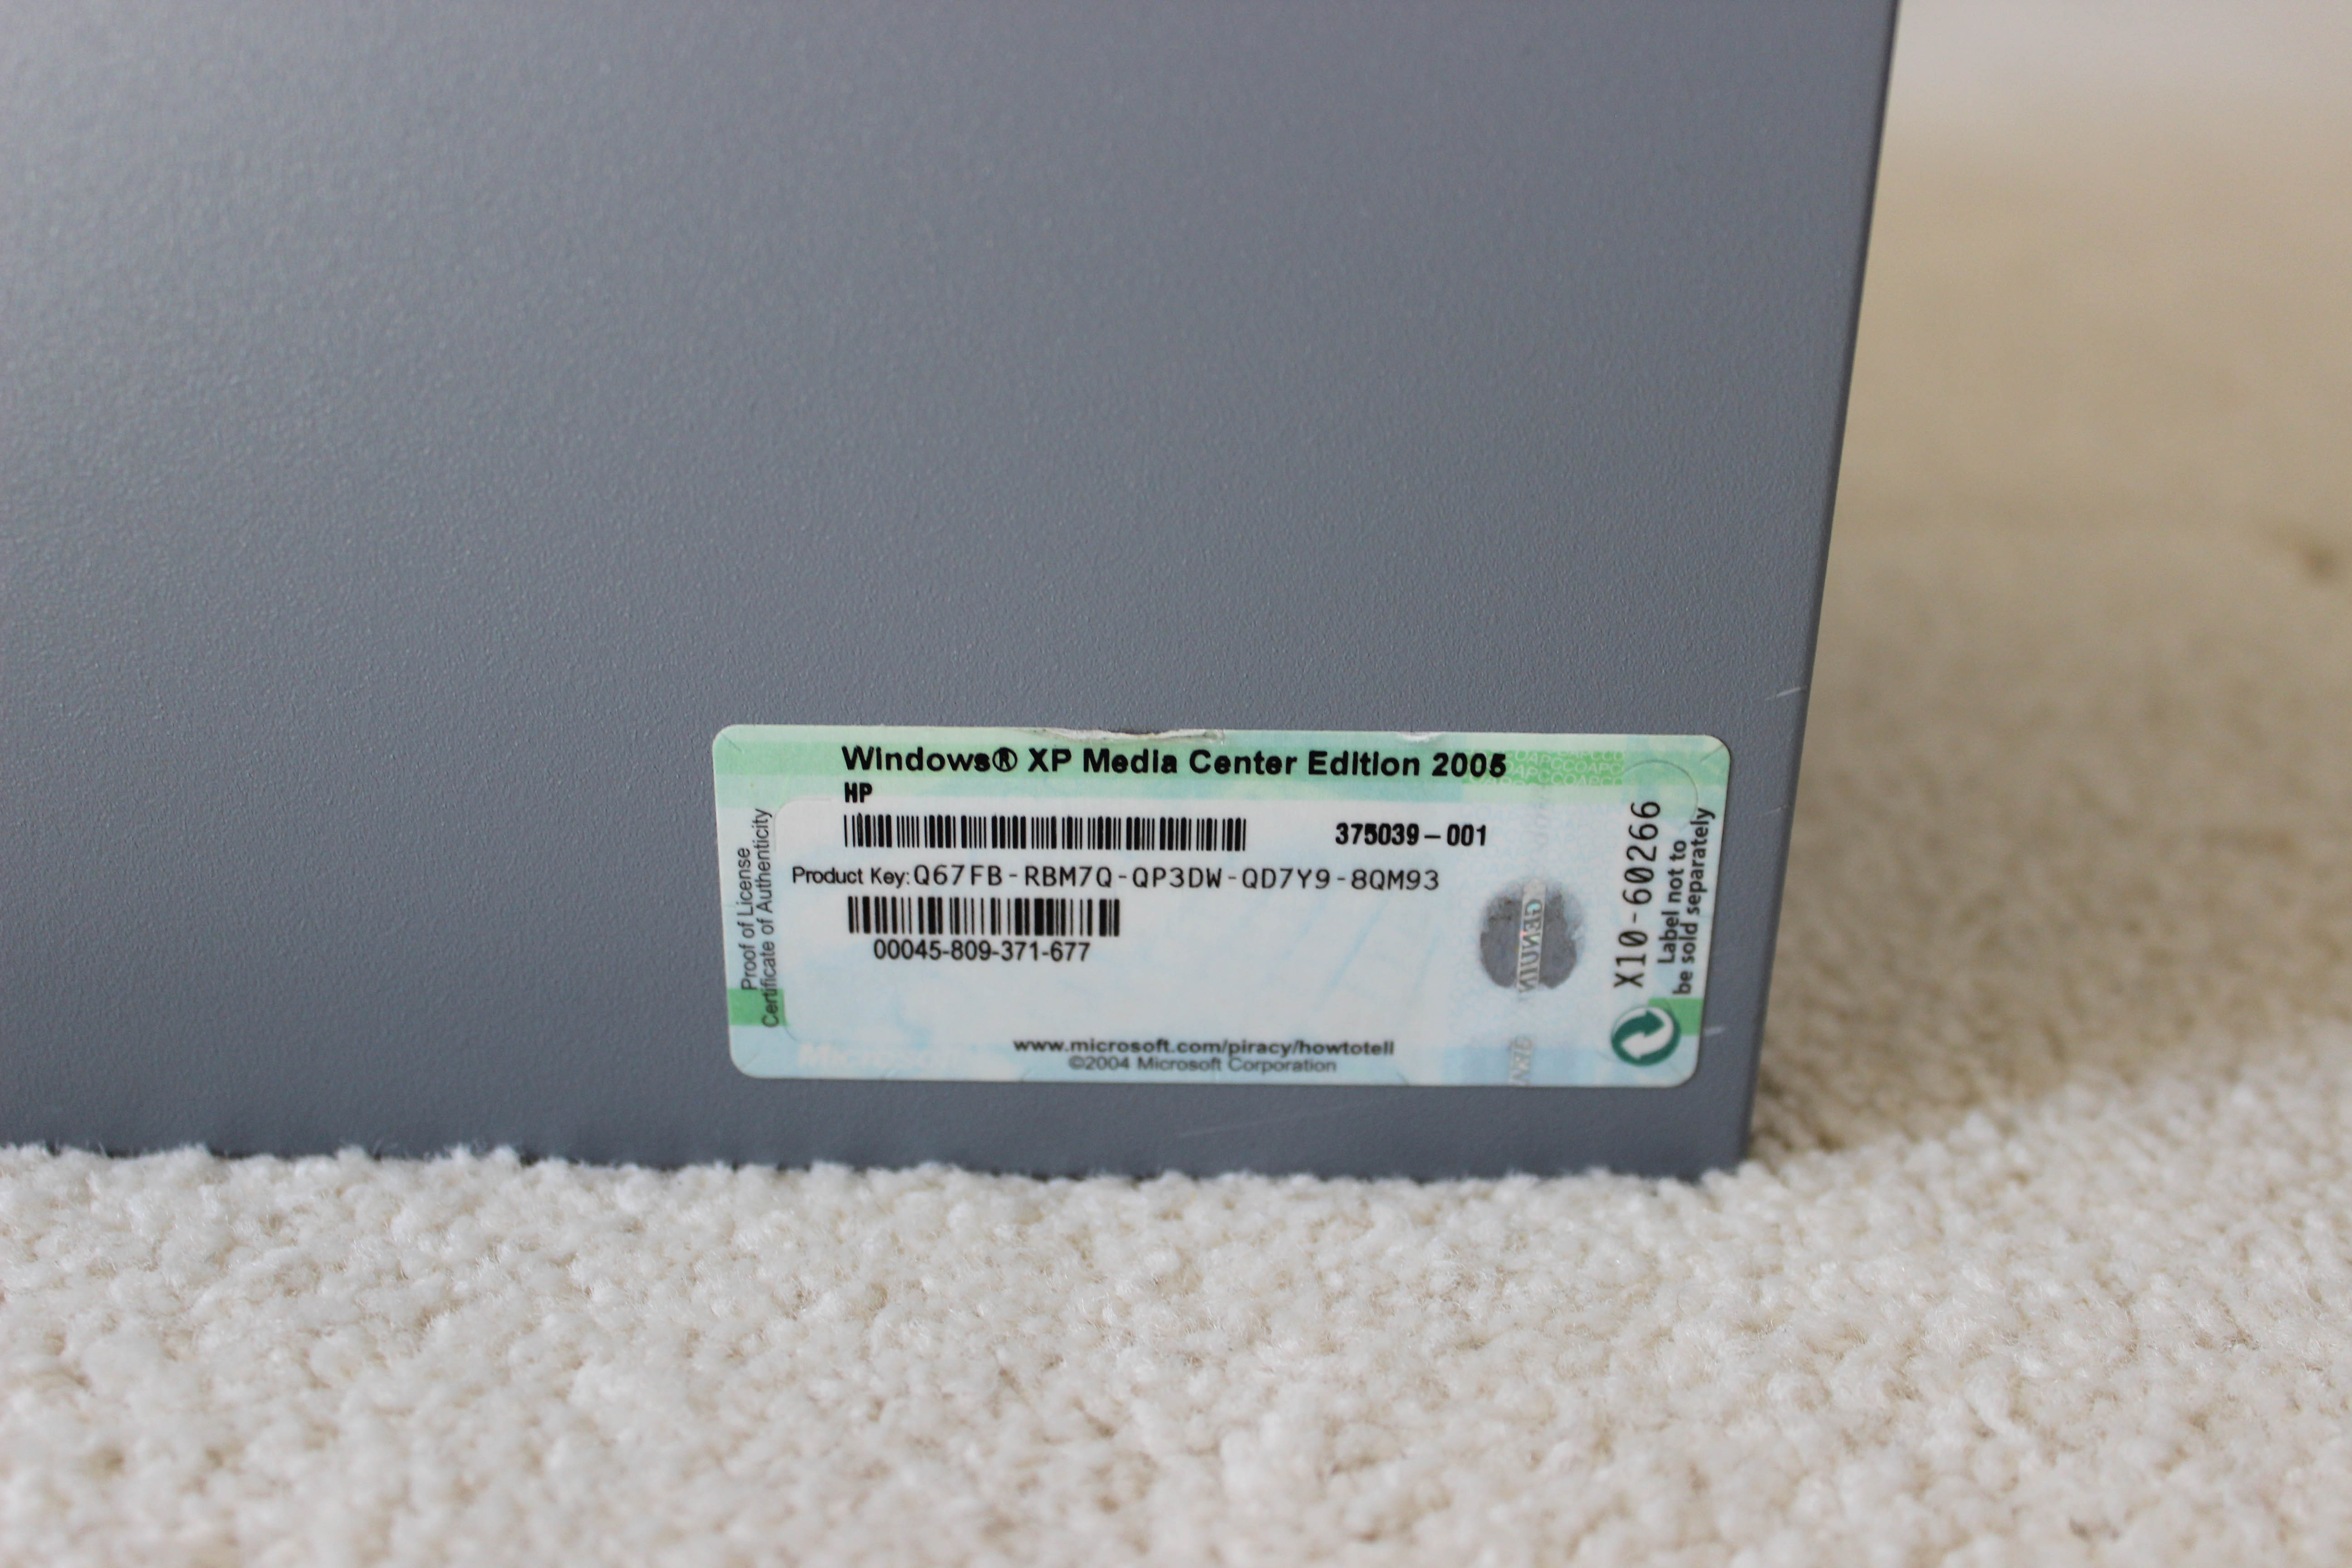 Windows® XP Media Center Edition 2005
HP
375039-001
Product Key: Q67FB-RBM7Q-QP3DW-QD7Y9-8QM93
00045-809-371-677
www.microsoft.com/piracy/howtotell
©2004 Microsoft Corporation
Proof of License
Certificate of Authenticity
X10-60266
Label not to
be sold separately
GENUINE